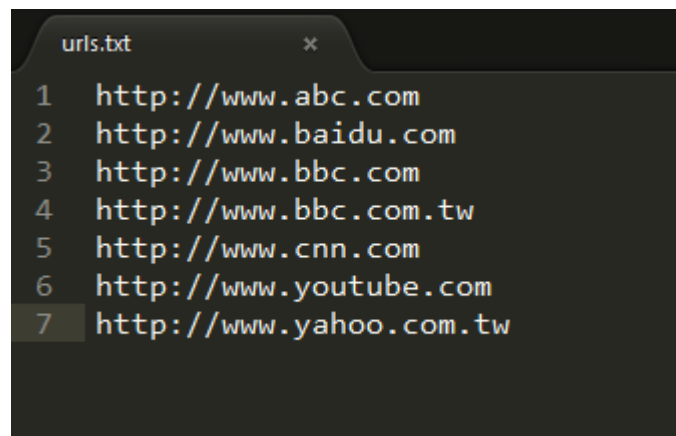 urls.txt ×
1 http://www.abc.com
2 http://www.baidu.com
3 http://www.bbc.com
4 http://www.bbc.com.tw
5 http://www.cnn.com
6 http://www.youtube.com
7 http://www.yahoo.com.tw